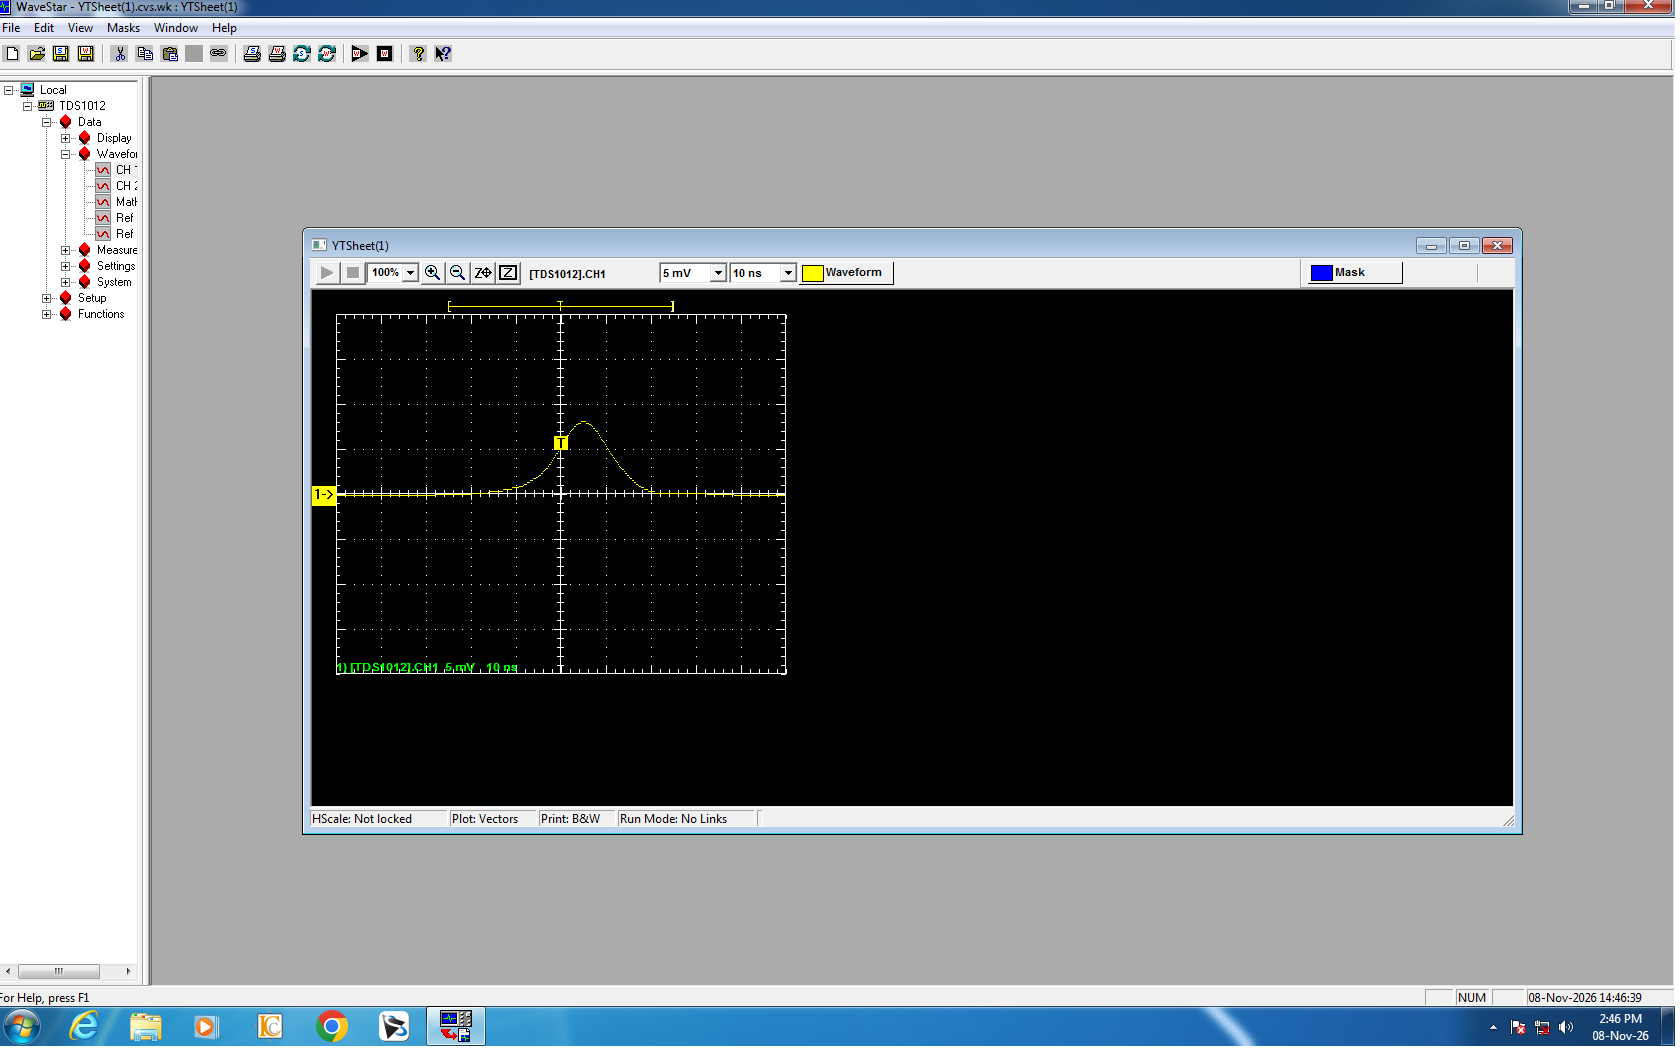 WaveStar - YTSheet(1).cvs.wk : YTSheet(1)
File Edit View Masks Window Help
Local
TDS1012
Data
Display
Wavefor
CH 1
CH 2
Math
Ref
Ref
Measure
Settings
System
Setup
Functions
YTSheet(1)
100% [TDS1012].CH1 5 mV 10 ns Waveform Mask
T
1->
1) [TDS1012].CH1 5 mV 10 ns
HScale: Not locked Plot: Vectors Print: B&W Run Mode: No Links
For Help, press F1 NUM 08-Nov-2026 14:46:39
2:46 PM
08-Nov-26